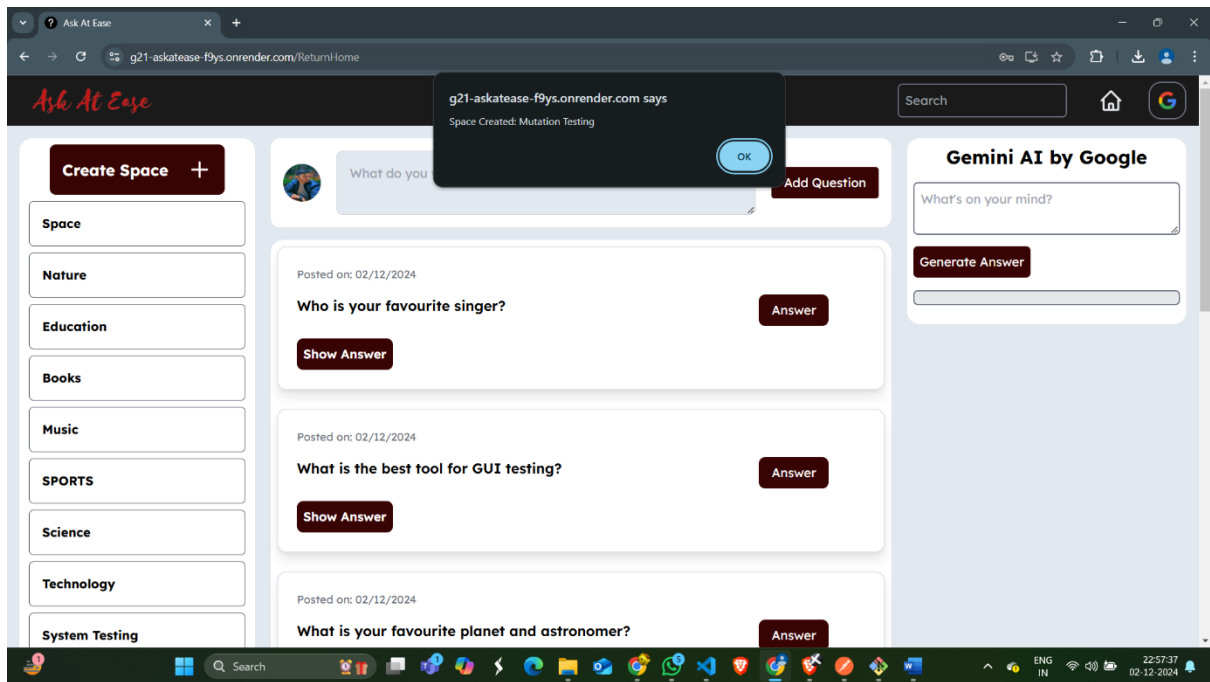 Ask At Ease
g21-askatease-f9ys.onrender.com/ReturnHome
Ask At Ease
g21-askatease-f9ys.onrender.com says
Space Created: Mutation Testing
OK
Search
G
Create Space +
Space
Nature
Education
Books
Music
SPORTS
Science
Technology
System Testing
What do you
Add Question
Posted on: 02/12/2024
Who is your favourite singer?
Answer
Show Answer
Posted on: 02/12/2024
What is the best tool for GUI testing?
Answer
Show Answer
Posted on: 02/12/2024
What is your favourite planet and astronomer?
Answer
Gemini AI by Google
What's on your mind?
Generate Answer
Search
ENG
IN
22:57:37
02-12-2024